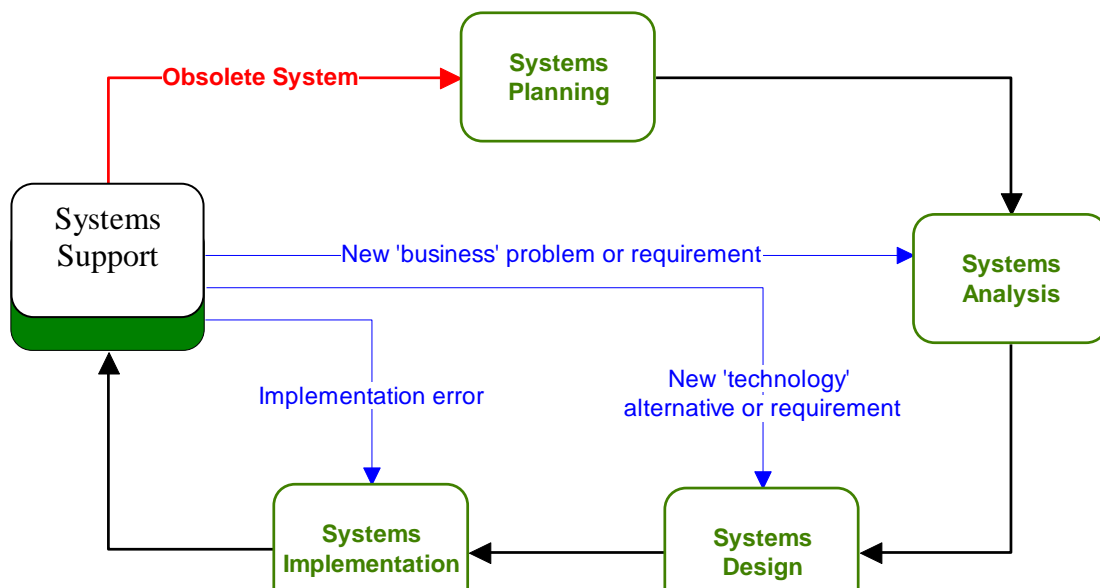 Systems
Planning
Obsolete System
Systems
Support
New 'business' problem or requirement
Systems
Analysis
New 'technology'
alternative or requirement
Implementation error
Systems
Implementation
Systems
Design